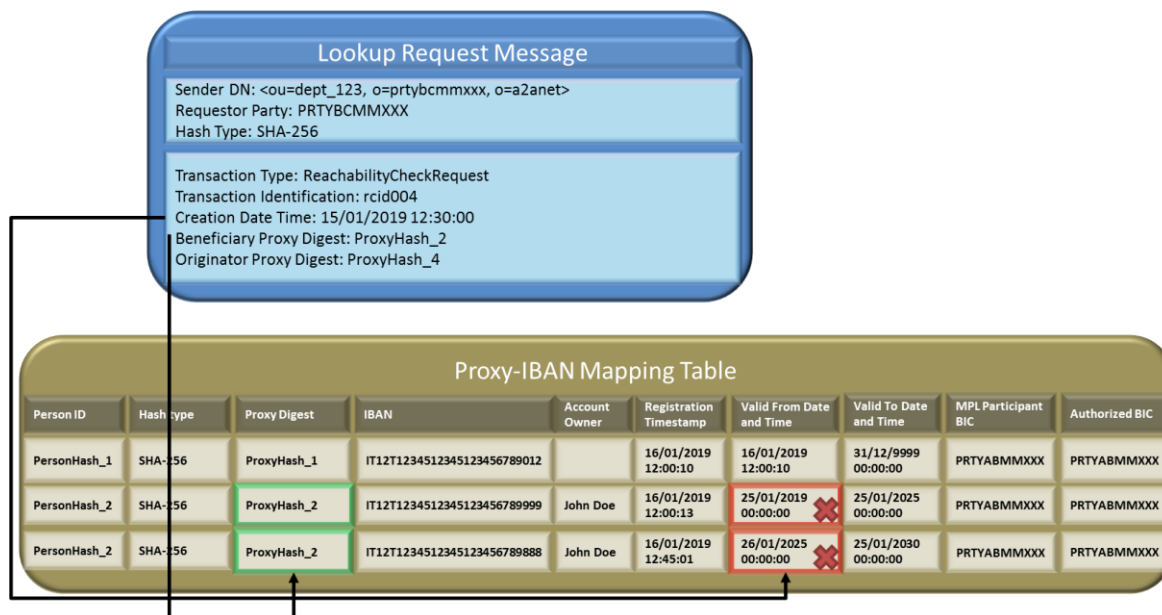 Lookup Request Message
Sender DN: <ou=dept_123, o=prtybcmmxxx, o=a2anet>
Requestor Party: PRTYBCMMXXX
Hash Type: SHA-256
Transaction Type: ReachabilityCheckRequest
Transaction Identification: rcid004
Creation Date Time: 15/01/2019 12:30:00
Beneficiary Proxy Digest: ProxyHash_2
Originator Proxy Digest: ProxyHash_4
Proxy-IBAN Mapping Table
Person ID Hash type Proxy Digest IBAN Account Owner Registration Timestamp Valid From Date and Time Valid To Date and Time MPL Participant BIC Authorized BIC
PersonHash_1 SHA-256 ProxyHash_1 IT12T1234512345123456789012 16/01/2019 12:00:10 16/01/2019 12:00:10 31/12/9999 00:00:00 PRTYABMMXXX PRTYABMMXXX
PersonHash_2 SHA-256 ProxyHash_2 IT12T1234512345123456789999 John Doe 16/01/2019 12:00:13 25/01/2019 00:00:00 25/01/2025 00:00:00 PRTYABMMXXX PRTYABMMXXX
PersonHash_2 SHA-256 ProxyHash_2 IT12T1234512345123456789888 John Doe 16/01/2019 12:45:01 26/01/2025 00:00:00 25/01/2030 00:00:00 PRTYABMMXXX PRTYABMMXXX